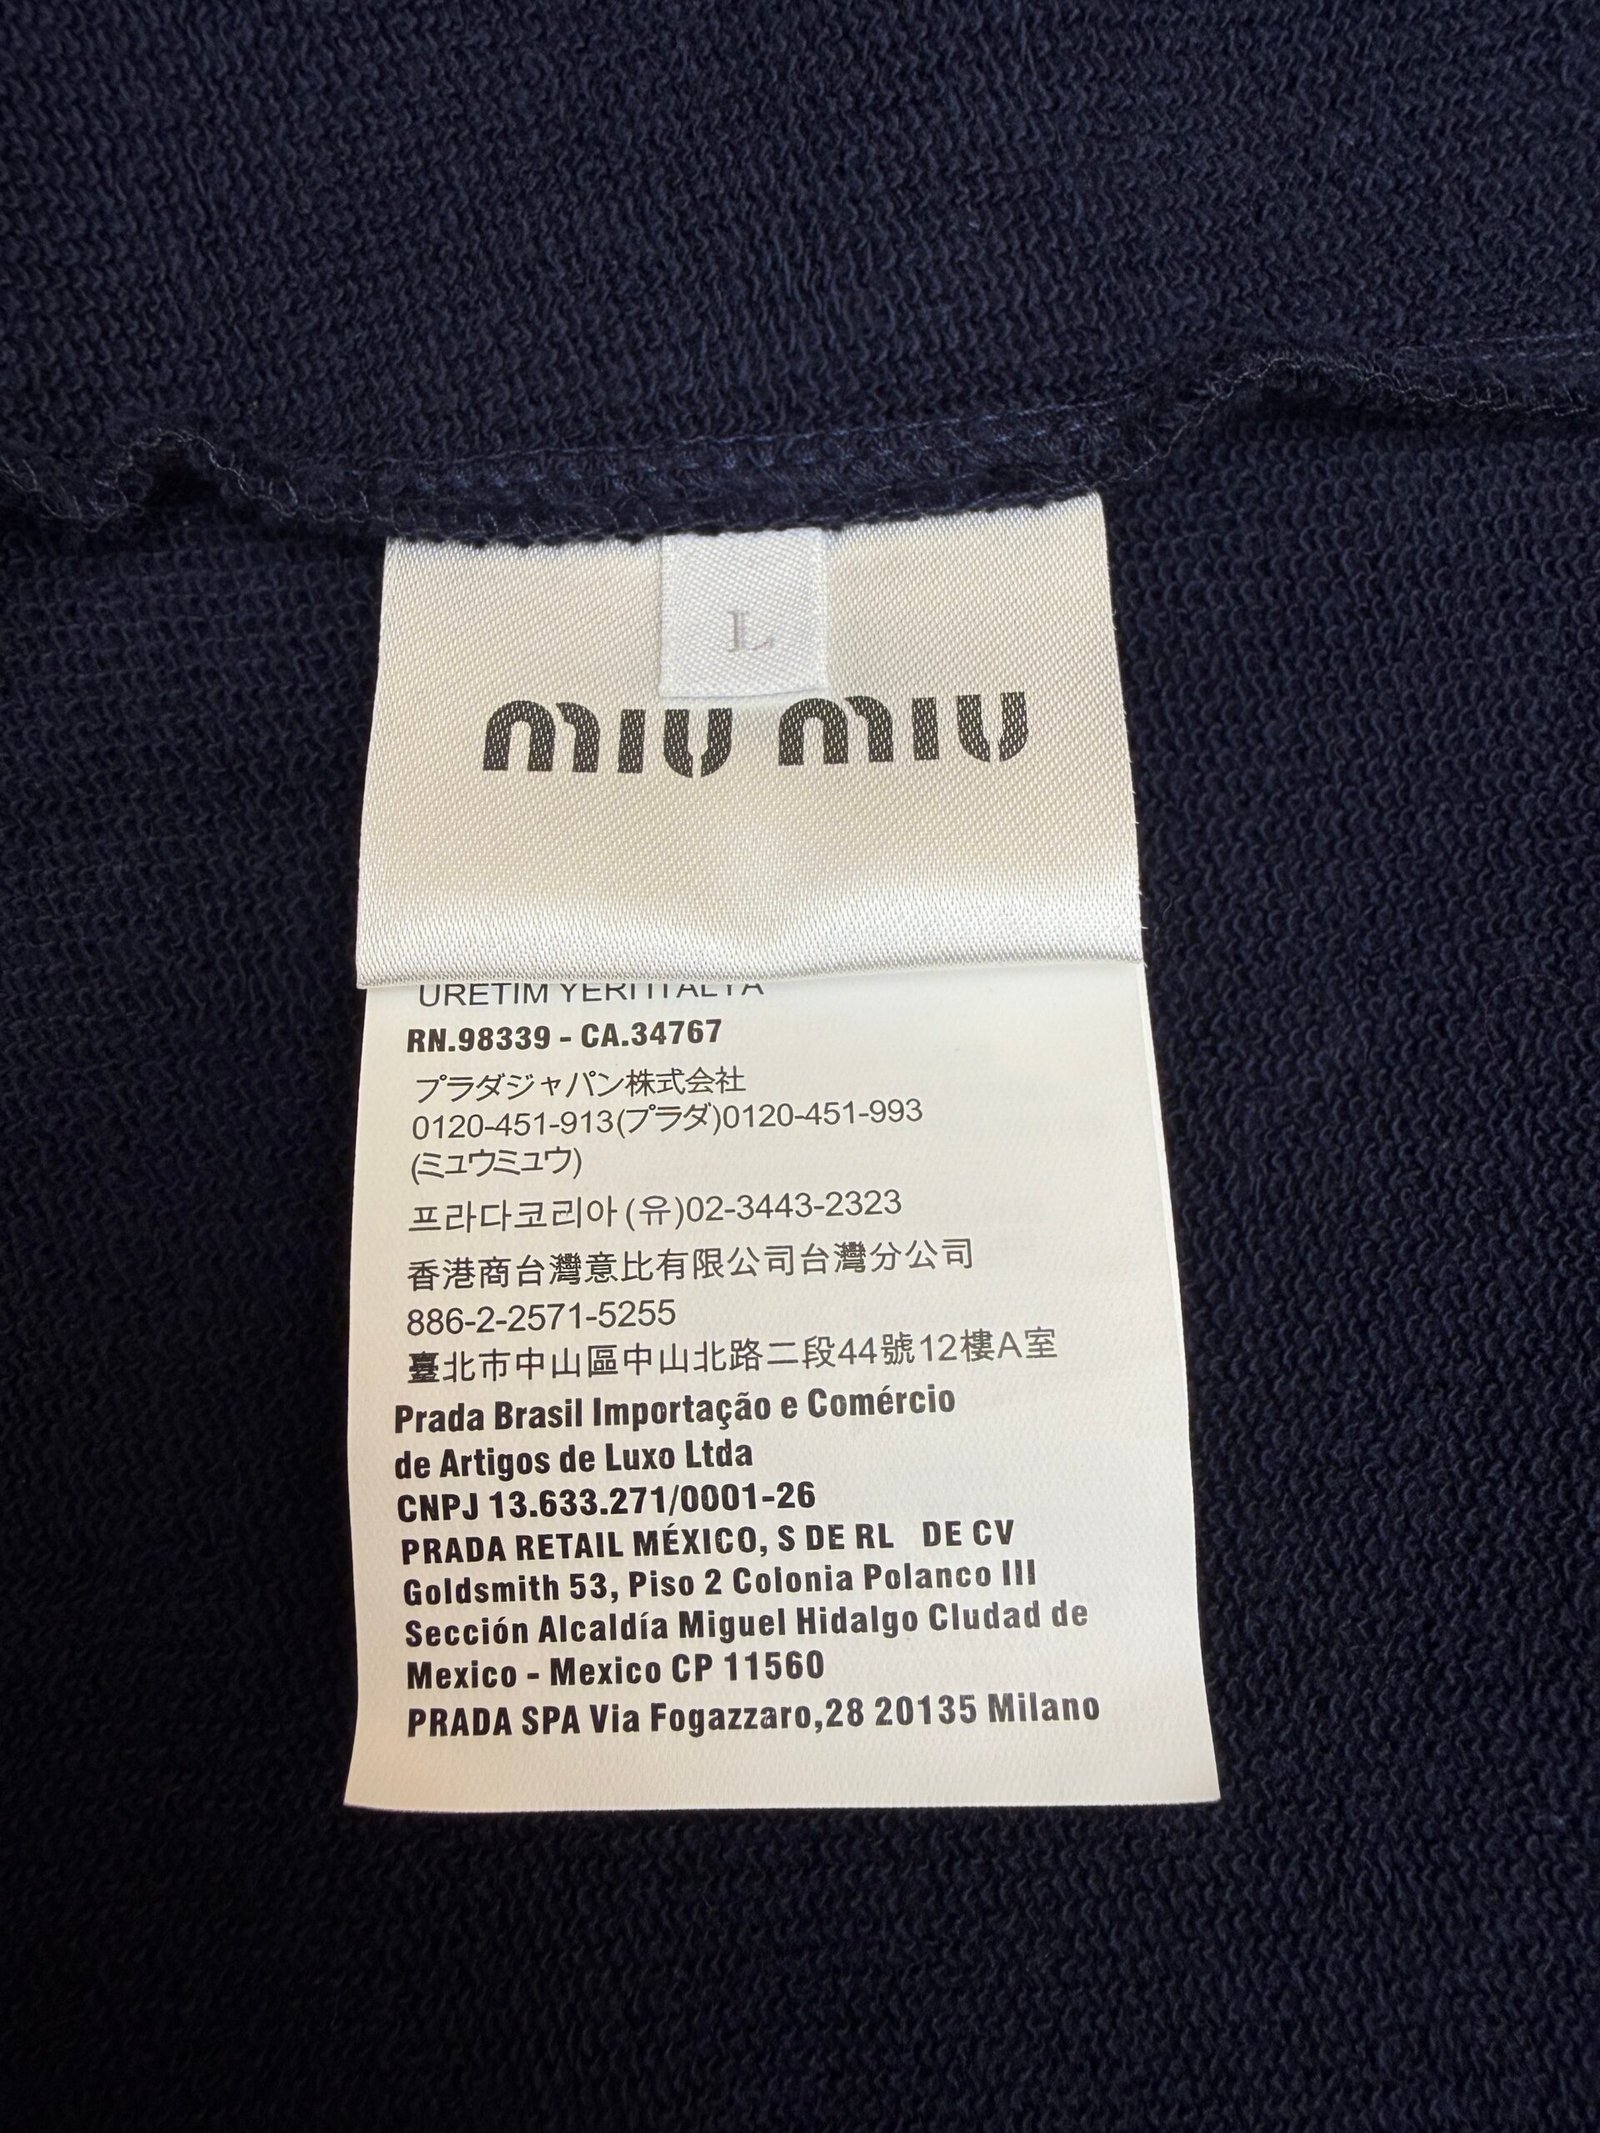 L
miu miu
URETIM YERI ITALYA
RN.98339 - CA.34767
プラダジャパン株式会社
0120-451-913(プラダ)0120-451-993
(ミュウミュウ)
프라다코리아 (유)02-3443-2323
香港商台灣意比有限公司台灣分公司
886-2-2571-5255
臺北市中山區中山北路二段44號12樓A室
Prada Brasil Importação e Comércio
de Artigos de Luxo Ltda
CNPJ 13.633.271/0001-26
PRADA RETAIL MÉXICO, S DE RL DE CV
Goldsmith 53, Piso 2 Colonia Polanco III
Sección Alcaldía Miguel Hidalgo CIudad de
Mexico - Mexico CP 11560
PRADA SPA Via Fogazzaro,28 20135 Milano